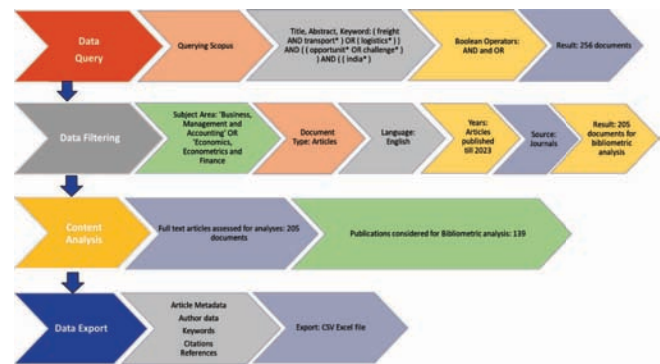 Data
Query
Querying Scopus
Title, Abstract, Keyword: ( freight
AND transport* ) OR ( logistics* ) )
AND ( ( opportunit* OR challenge* )
) AND ( ( india* )
Boolean Operators:
AND and OR
Result: 256 documents
Data Filtering
Subject Area: 'Business,
Management and
Accounting' OR
'Economics,
Econometrics and
Finance
Document
Type: Articles
Language:
English
Years:
Articles
published
till 2023
Source:
Journals
Result: 205
documents for
bibliometric
analysis
Content
Analysis
Full text articles assessed for analyses: 205
documents
Publications considered for Bibliometric analysis: 139
Data Export
Article Metadata
Author data
Keywords
Citations
References
Export: CSV Excel File